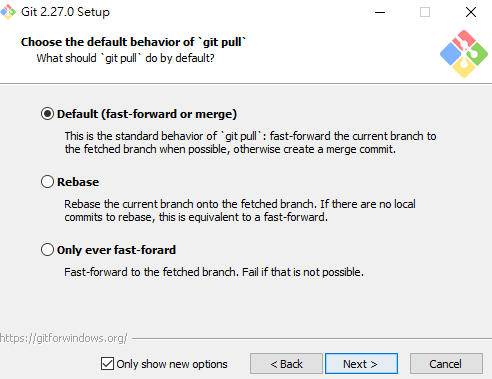 Git 2.27.0 Setup
Choose the default behavior of `git pull`
What should `git pull` do by default?
Default (fast-forward or merge)
This is the standard behavior of `git pull`: fast-forward the current branch to
the fetched branch when possible, otherwise create a merge commit.
Rebase
Rebase the current branch onto the fetched branch. If there are no local
commits to rebase, this is equivalent to a fast-forward.
Only ever fast-forard
Fast-forward to the fetched branch. Fail if that is not possible.
https://gitforwindows.org/
Only show new options
< Back
Next >
Cancel